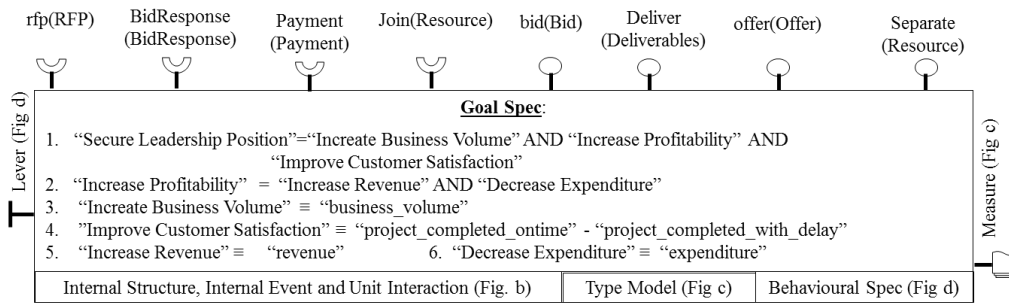 rfp(RFP)
BidResponse
(BidResponse)
Payment
(Payment)
Join(Resource)
bid(Bid)
Deliver
(Deliverables)
offer(Offer)
Separate
(Resource)
Lever (Fig d)
Goal Spec:
1. “Secure Leadership Position”=“Increate Business Volume” AND “Increase Profitability” AND
“Improve Customer Satisfaction”
2. “Increase Profitability” = “Increase Revenue” AND “Decrease Expenditure”
3. “Increate Business Volume” ≡ “business_volume”
4. ”Improve Customer Satisfaction” ≡ “project_completed_ontime” - “project_completed_with_delay”
5. “Increase Revenue” ≡ “revenue” 6. “Decrease Expenditure” ≡ “expenditure”
Measure (Fig c)
Internal Structure, Internal Event and Unit Interaction (Fig. b)
Type Model (Fig c)
Behavioural Spec (Fig d)